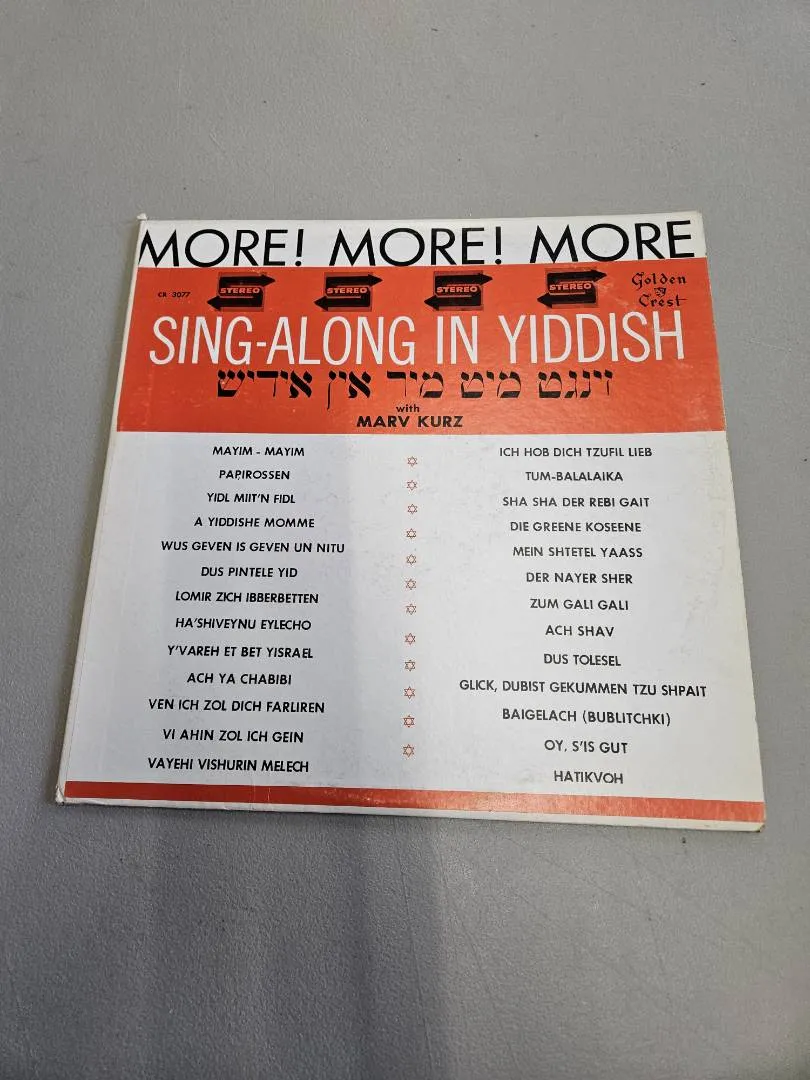 MORE! MORE! MORE
CR 3077
STEREO STEREO STEREO STEREO
Golden Crest
SING-ALONG IN YIDDISH
זינגט מיט מיר אין אידיש
with
MARV KURZ
MAYIM - MAYIM
PAPIROSSEN
YIDL MIIT'N FIDL
A YIDDISHE MOMME
WUS GEVEN IS GEVEN UN NITU
DUS PINTELE YID
LOMIR ZICH IBBERBETTEN
HA'SHIVEYNU EYLECHO
Y'VAREH ET BET YISRAEL
ACH YA CHABIBI
VEN ICH ZOL DICH FARLIREN
VI AHIN ZOL ICH GEIN
VAYEHI VISHURIN MELECH
ICH HOB DICH TZUFIL LIEB
TUM-BALALAIKA
SHA SHA DER REBI GAIT
DIE GREENE KOSEENE
MEIN SHTETEL YAASS
DER NAYER SHER
ZUM GALI GALI
ACH SHAV
DUS TOLESEL
GLICK, DUBIST GEKUMMEN TZU SHPAIT
BAIGELACH (BUBLITCHKI)
OY, S'IS GUT
HATIKVOH